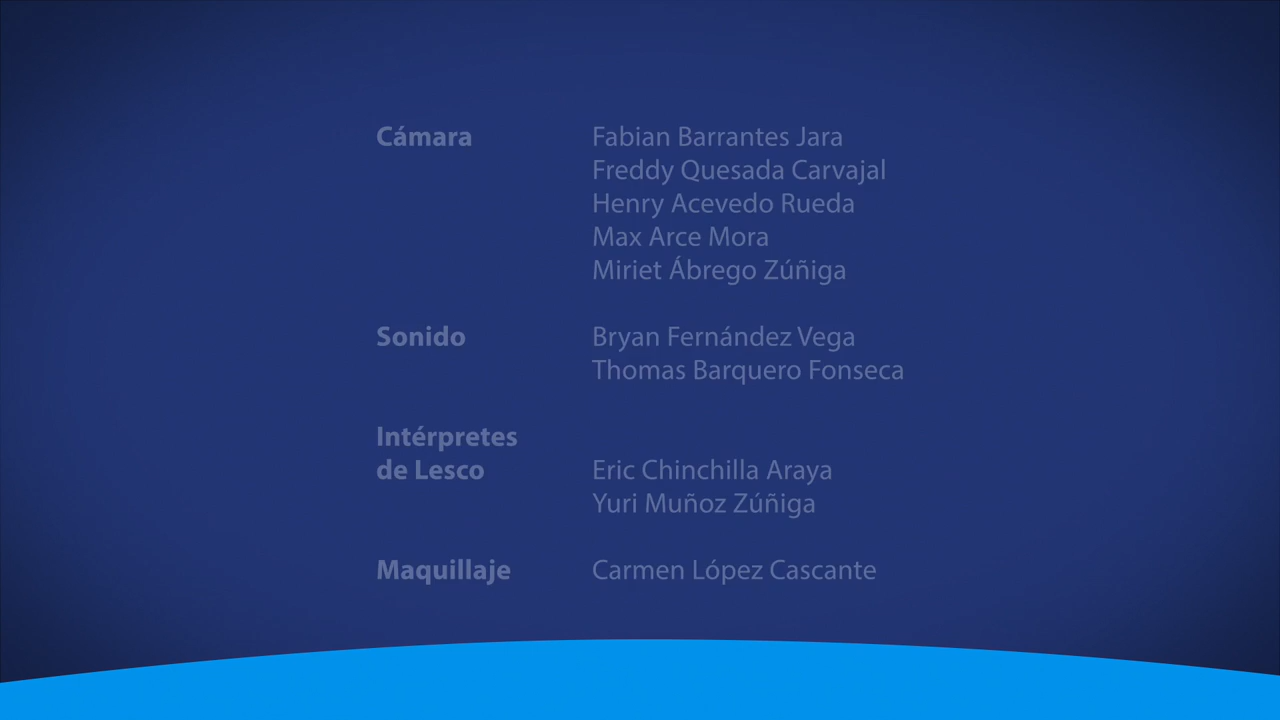 Cámara Fabian Barrantes Jara
Freddy Quesada Carvajal
Henry Acevedo Rueda
Max Arce Mora
Miriet Ábrego Zúñiga
Sonido Bryan Fernández Vega
Thomas Barquero Fonseca
Intérpretes
de Lesco Eric Chinchilla Araya
Yuri Muñoz Zúñiga
Maquillaje Carmen López Cascante